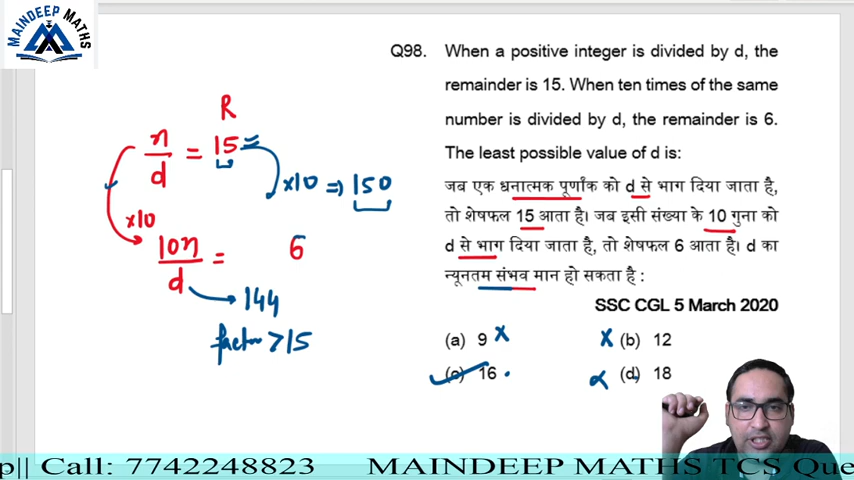 MAINDEEP MATHS
Q98. When a positive integer is divided by d, the
remainder is 15. When ten times of the same
number is divided by d, the remainder is 6.
The least possible value of d is:
जब एक धनात्मक पूर्णांक को d से भाग दिया जाता है,
तो शेषफल 15 आता है। जब इसी संख्या के 10 गुना को
d से भाग दिया जाता है, तो शेषफल 6 आता है। d का
न्यूनतम संभव मान हो सकता है :
SSC CGL 5 March 2020
(a) 9 x x (b) 12
(c) 16 (d) 18
R
n/d = 15 =
×10 ⇒ 150
×10
10n/d = 6
144
factor > 15
p|| Call: 7742248823 MAINDEEP MATHS TCS Que